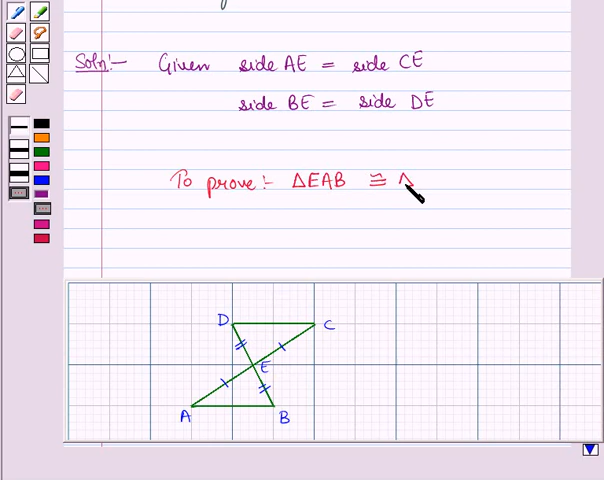 Soln:- Given side AE = side CE
side BE = side DE
To prove:- ΔEAB ≅ Δ
D C
E
A B